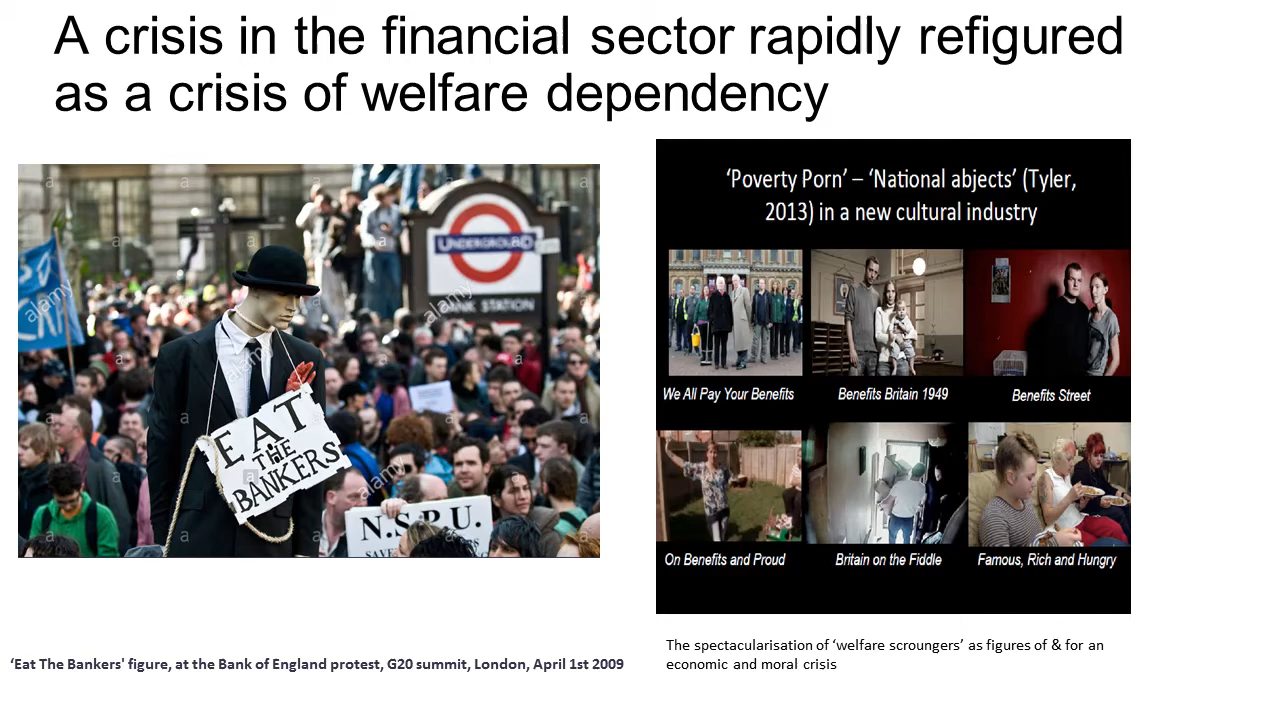 A crisis in the financial sector rapidly refigured
as a crisis of welfare dependency
UNDERGROUND
BANK STATION
EAT
THE
BANKERS
N.S.P.U.
alamy
alamy
alamy
alamy
‘Poverty Porn’ – ‘National abjects’ (Tyler,
2013) in a new cultural industry
We All Pay Your Benefits
Benefits Britain 1949
Benefits Street
On Benefits and Proud
Britain on the Fiddle
Famous, Rich and Hungry
‘Eat The Bankers' figure, at the Bank of England protest, G20 summit, London, April 1st 2009
The spectacularisation of ‘welfare scroungers’ as figures of & for an
economic and moral crisis